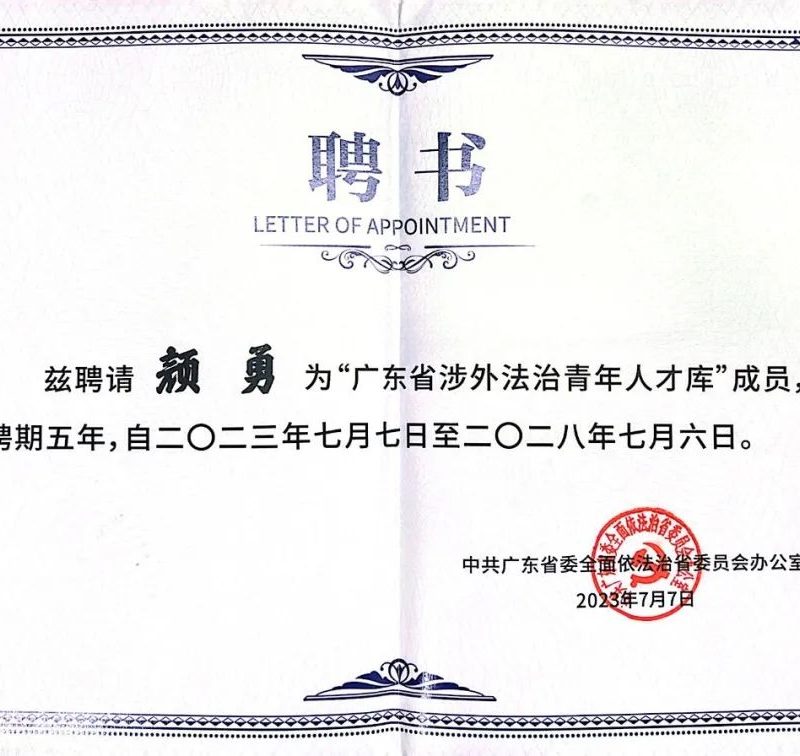 聘书
LETTER OF APPOINTMENT
兹聘请 颜勇 为“广东省涉外法治青年人才库”成员,
聘期五年,自二〇二三年七月七日至二〇二八年七月六日。
中共广东省委全面依法治省委员会办公室
2023年7月7日